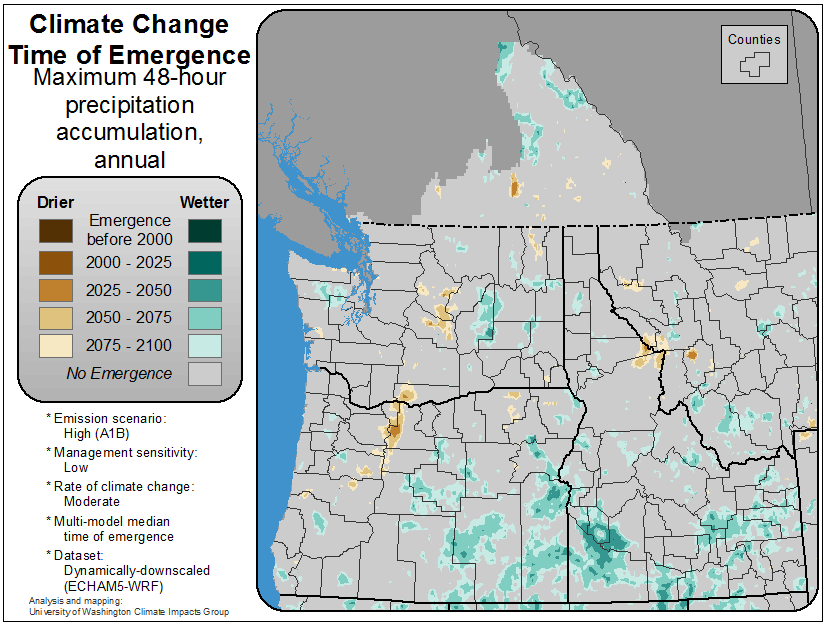 Climate Change
Time of Emergence
Maximum 48-hour
precipitation
accumulation,
annual
Drier
Wetter
Emergence
before 2000
2000 - 2025
2025 - 2050
2050 - 2075
2075 - 2100
No Emergence
* Emission scenario:
High (A1B)
* Management sensitivity:
Low
* Rate of climate change:
Moderate
* Multi-model median
time of emergence
* Dataset:
Dynamically-downscaled
(ECHAM5-WRF)
Analysis and mapping:
University of Washington Climate Impacts Group
Counties